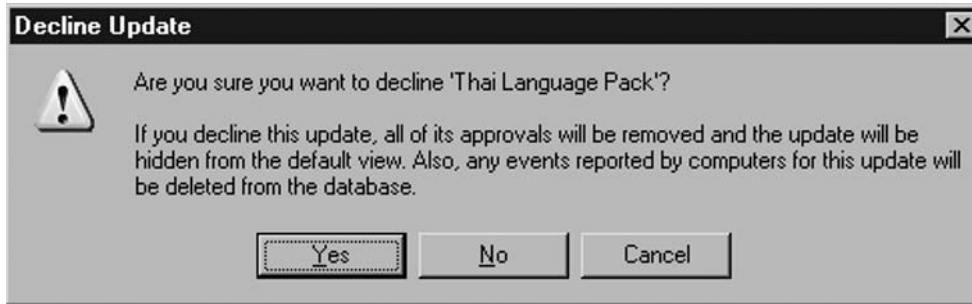 Decline Update
Are you sure you want to decline 'Thai Language Pack'?
If you decline this update, all of its approvals will be removed and the update will
hidden from the default view. Also, any events reported by computers for this update will
be deleted from the database.
Yes
No
Cancel